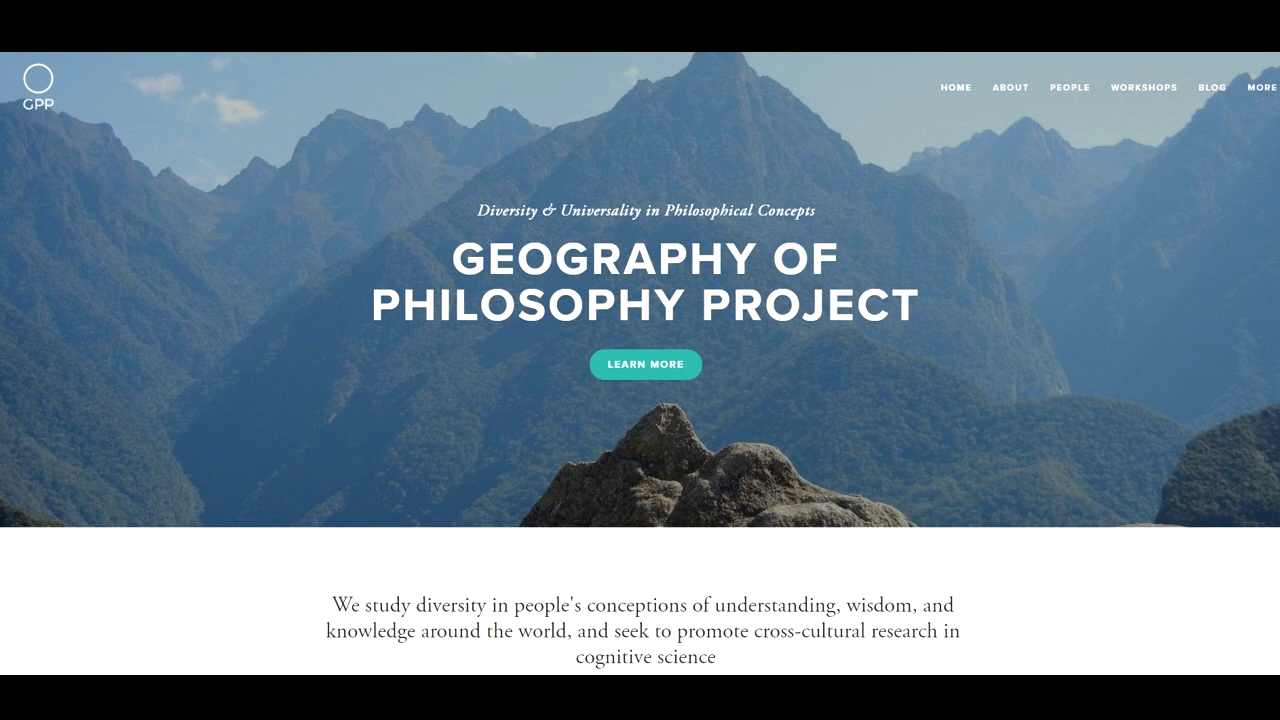 GPP
HOME ABOUT PEOPLE WORKSHOPS BLOG MORE
Diversity & Universality in Philosophical Concepts
GEOGRAPHY OF
PHILOSOPHY PROJECT
LEARN MORE
We study diversity in people's conceptions of understanding, wisdom, and
knowledge around the world, and seek to promote cross-cultural research in
cognitive science